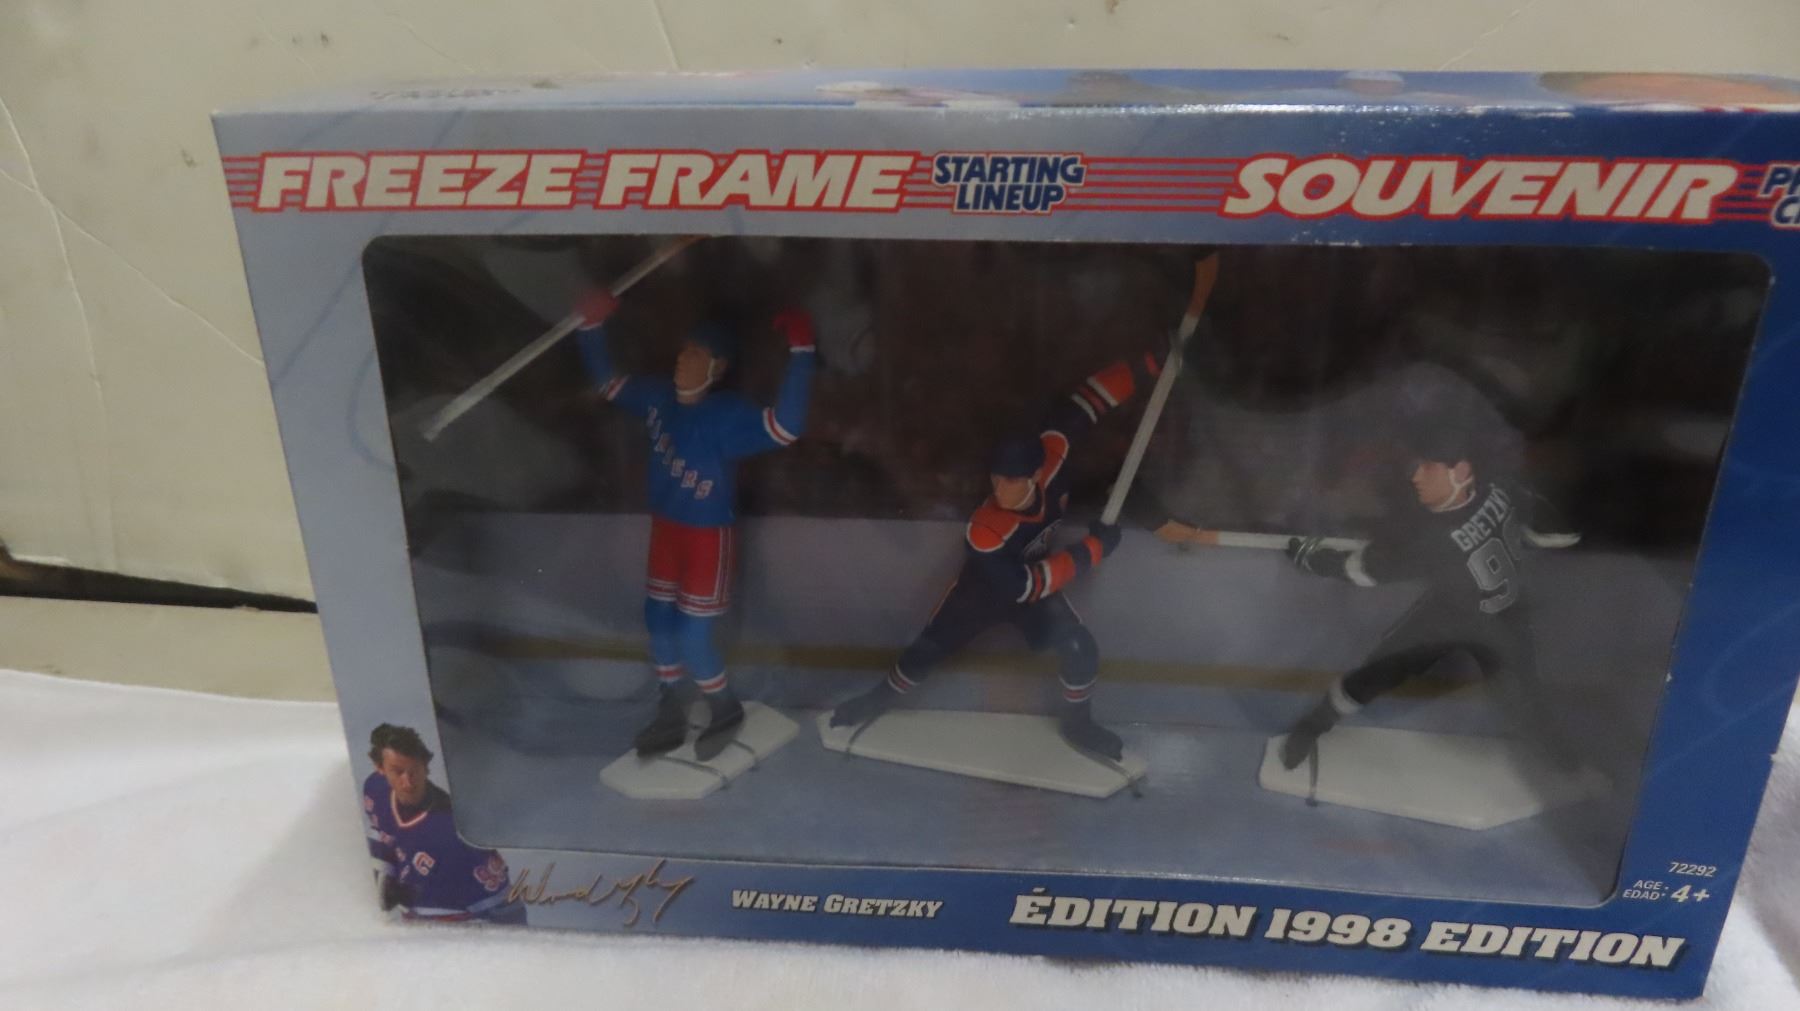 FREEZE FRAME STARTING LINEUP SOUVENIR
RANGERS
GRETZKY
WAYNE GRETZKY
ÉDITION 1998 EDITION
72292
AGE:
EDAD: 4+
C